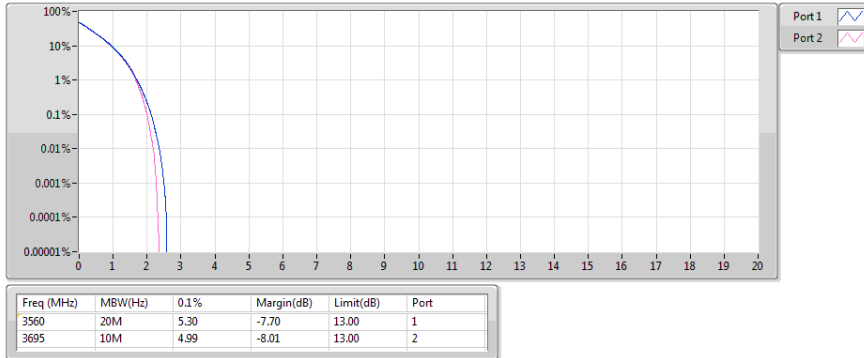 100%
10%
1%
0.1%
0.01%
0.001%
0.0001%
0.00001%
0 1 2 3 4 5 6 7 8 9 10 11 12 13 14 15 16 17 18 19 20
Port 1
Port 2
Freq (MHz) MBW(Hz) 0.1% Margin(dB) Limit(dB) Port
3560 20M 5.30 -7.70 13.00 1
3695 10M 4.99 -8.01 13.00 2